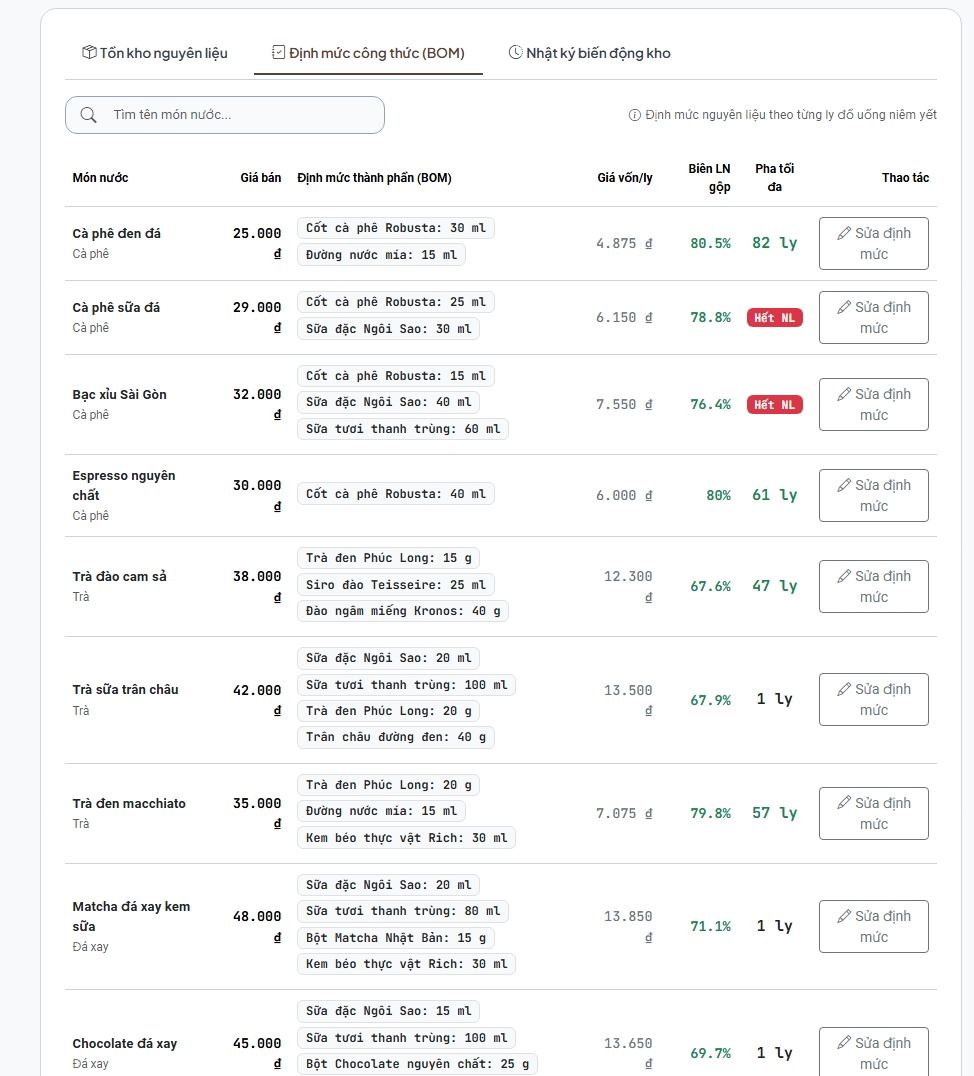 Tồn kho nguyên liệu
Định mức công thức (BOM)
Nhật ký biến động kho
Tìm tên món nước...
Định mức nguyên liệu theo từng ly đồ uống niêm yết
Món nước
Giá bán
Định mức thành phần (BOM)
Giá vốn/ly
Biên LN
gộp
Pha tối
đa
Thao tác
Cà phê đen đá
Cà phê
25.000
đ
Cốt cà phê Robusta: 30 ml
Đường nước mía: 15 ml
4.875 đ
80.5%
82 ly
Sửa định
mức
Cà phê sữa đá
Cà phê
29.000
đ
Cốt cà phê Robusta: 25 ml
Sữa đặc Ngôi Sao: 30 ml
6.150 đ
78.8%
Hết NL
Sửa định
mức
Bạc xỉu Sài Gòn
Cà phê
32.000
đ
Cốt cà phê Robusta: 15 ml
Sữa đặc Ngôi Sao: 40 ml
Sữa tươi thanh trùng: 60 ml
7.550 đ
76.4%
Hết NL
Sửa định
mức
Espresso nguyên
chất
Cà phê
30.000
đ
Cốt cà phê Robusta: 40 ml
6.000 đ
80%
61 ly
Sửa định
mức
Trà đào cam sả
Trà
38.000
đ
Trà đen Phúc Long: 15 g
Siro đào Teisseire: 25 ml
Đào ngâm miếng Kronos: 40 g
12.300
đ
67.6%
47 ly
Sửa định
mức
Trà sữa trân châu
Trà
42.000
đ
Sữa đặc Ngôi Sao: 20 ml
Sữa tươi thanh trùng: 100 ml
Trà đen Phúc Long: 20 g
Trân châu đường đen: 40 g
13.500
đ
67.9%
1 ly
Sửa định
mức
Trà đen macchiato
Trà
35.000
đ
Trà đen Phúc Long: 20 g
Đường nước mía: 15 ml
Kem béo thực vật Rich: 30 ml
7.075 đ
79.8%
57 ly
Sửa định
mức
Matcha đá xay kem
sữa
Đá xay
48.000
đ
Sữa đặc Ngôi Sao: 20 ml
Sữa tươi thanh trùng: 80 ml
Bột Matcha Nhật Bản: 15 g
Kem béo thực vật Rich: 30 ml
13.850
đ
71.1%
1 ly
Sửa định
mức
Chocolate đá xay
Đá xay
45.000
đ
Sữa đặc Ngôi Sao: 15 ml
Sữa tươi thanh trùng: 100 ml
Bột Chocolate nguyên chất: 25 g
13.650
đ
69.7%
1 ly
Sửa định
mức